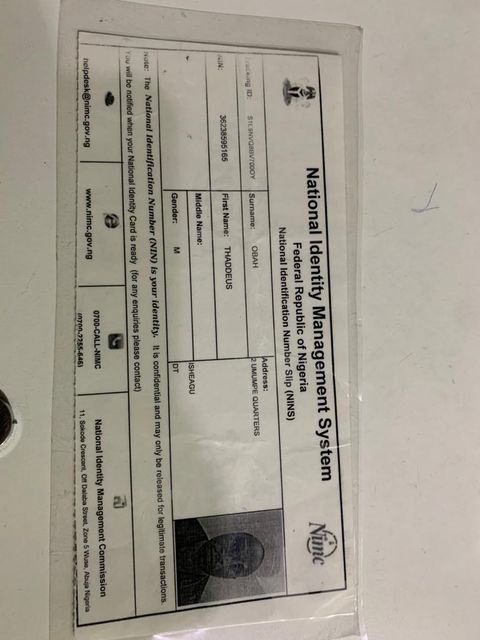 National Identity Management System
Federal Republic of Nigeria
National Identification Number Slip (NINS)
Nimc
Tracking ID:
Surname: OBAH
Address:
2 UMUMPE QUARTERS
NIN: 36238595165
First Name: THADDEUS
Middle Name:
ISHEAGU
Gender: M
DT
Note: The National Identification Number (NIN) is your identity. It is confidential and may only be released for legitimate transactions.
You will be notified when your National Identity Card is ready (for any enquiries please contact)
helpdesk@nimc.gov.ng
www.nimc.gov.ng
0700-CALL-NIMC
(0700-2255-646)
National Identity Management Commission
11, Sokode Crescent, Off Dalaba Street, Zone 5 Wuse, Abuja Nigeria